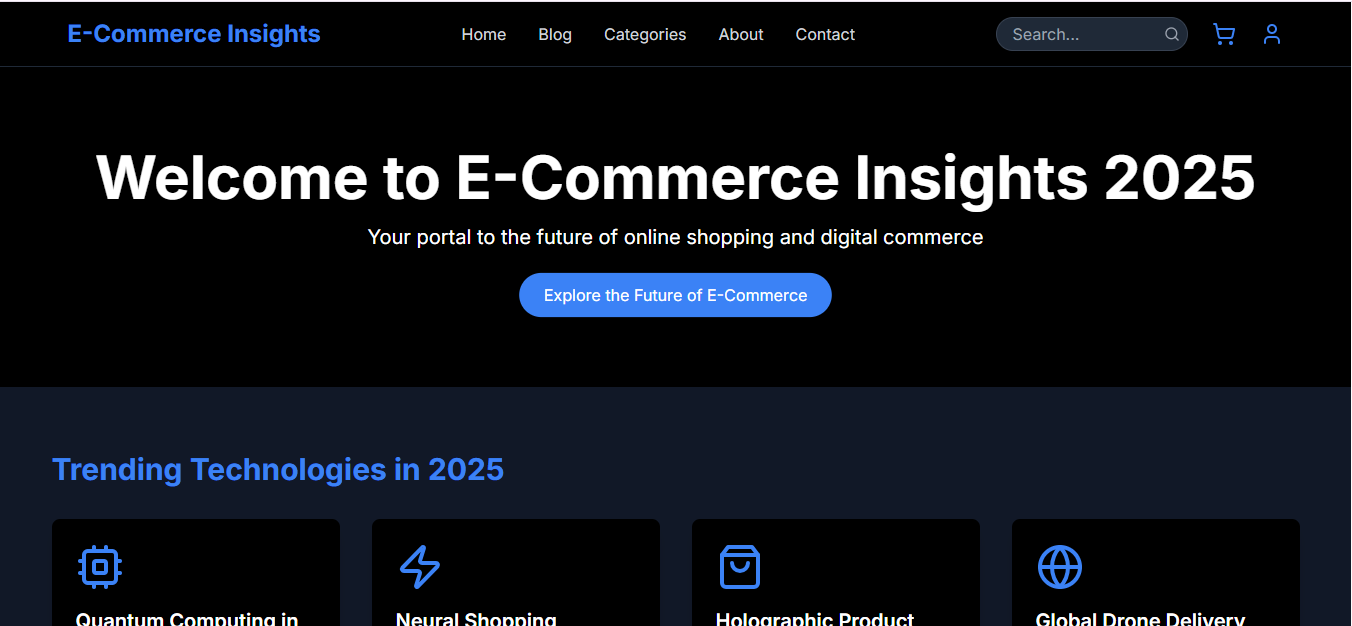 E-Commerce Insights
Home
Blog
Categories
About
Contact
Search...
Welcome to E-Commerce Insights 2025
Your portal to the future of online shopping and digital commerce
Explore the Future of E-Commerce
Trending Technologies in 2025
Quantum Computing in
Neural Shopping
Holographic Product
Global Drone Delivery